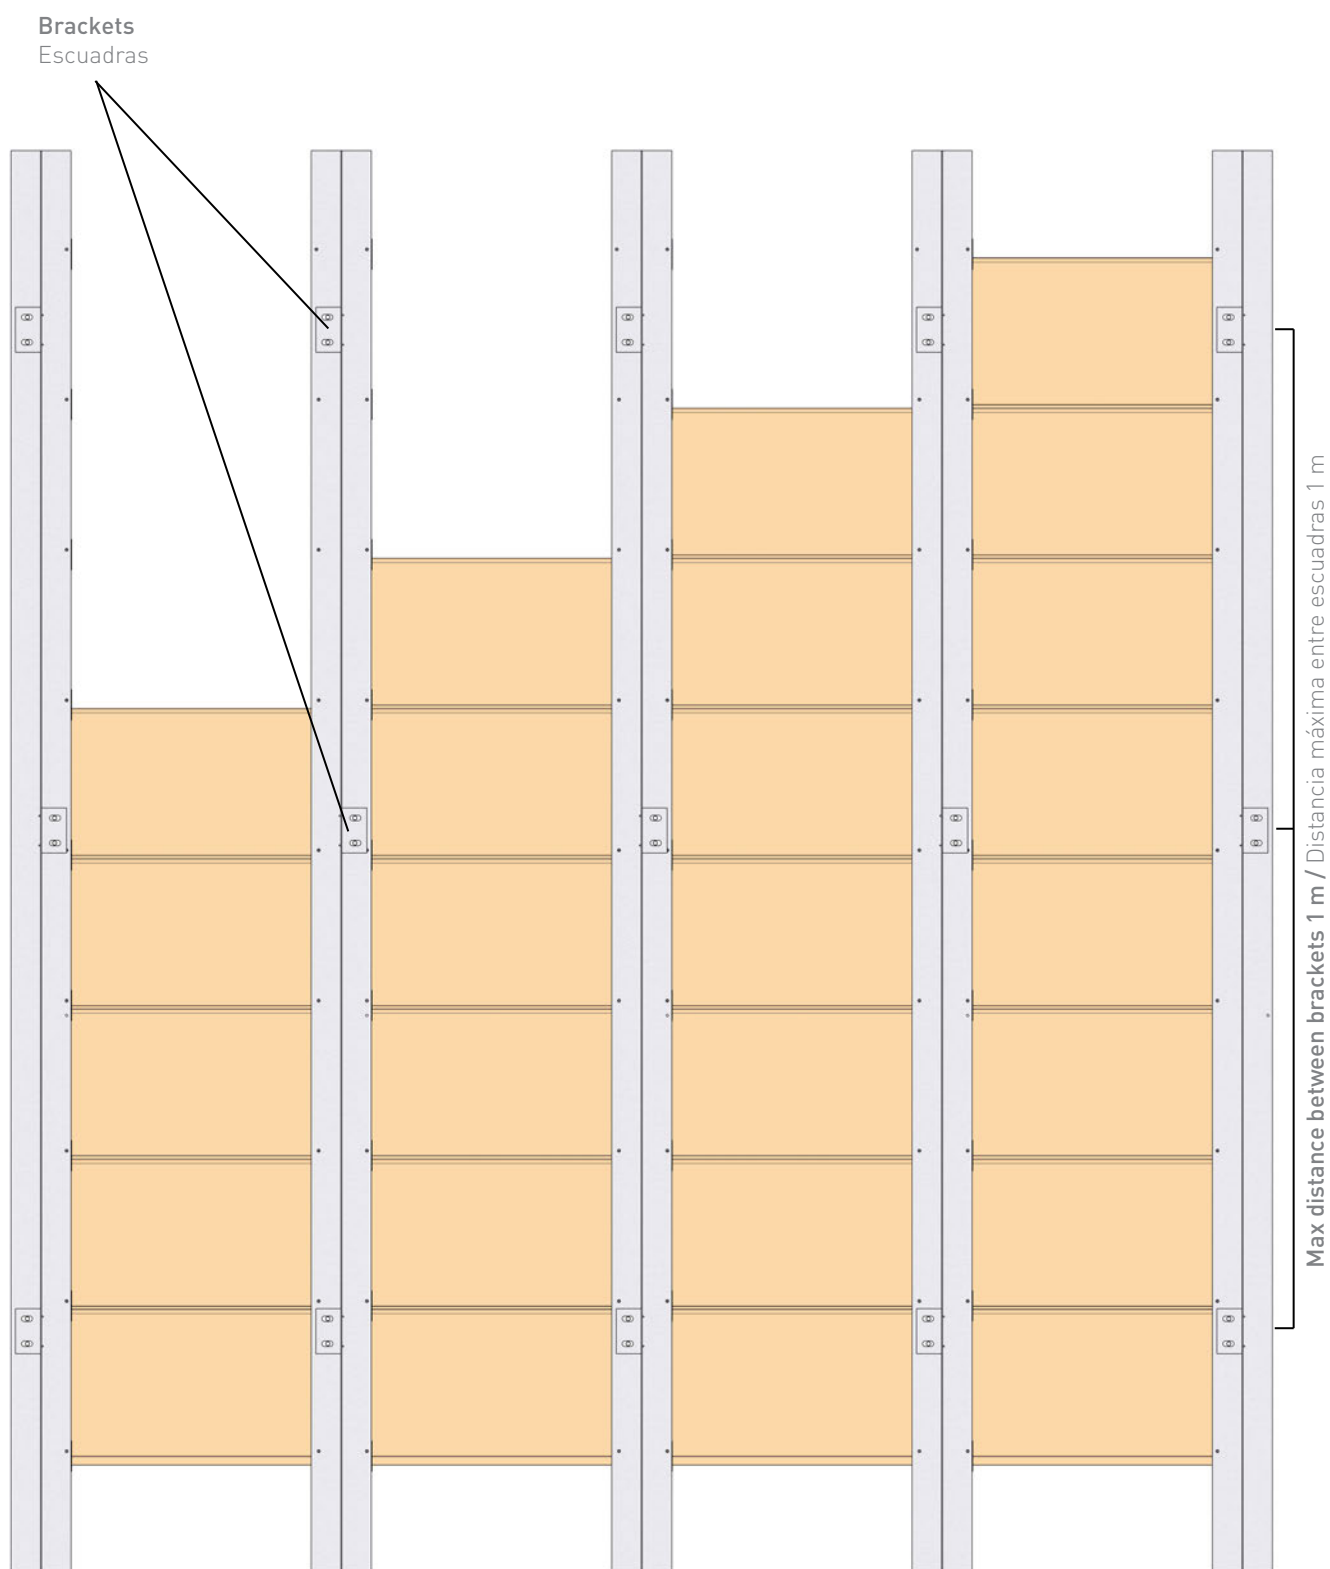 Brackets
Escuadras
Max distance between brackets 1 m / Distancia máxima entre escuadras 1 m